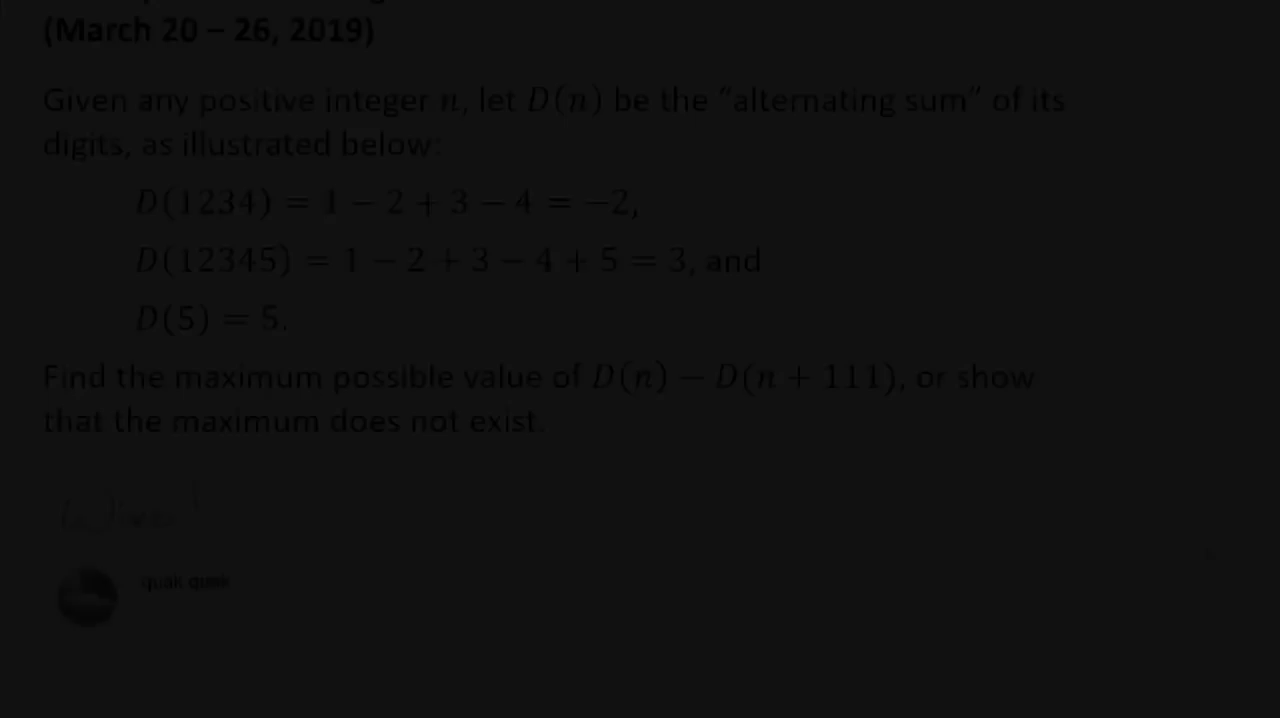 (March 20 – 26, 2019)
Given any positive integer n, let D(n) be the “alternating sum” of its
digits, as illustrated below:
D(1234) = 1 − 2 + 3 − 4 = −2,
D(12345) = 1 − 2 + 3 − 4 + 5 = 3, and
D(5) = 5.
Find the maximum possible value of D(n) − D(n + 111), or show
that the maximum does not exist.
quak quak